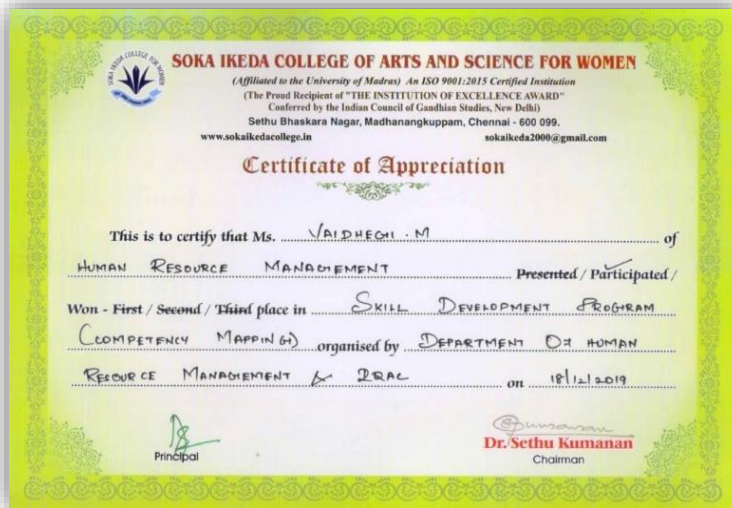 SOKA IKEDA COLLEGE OF ARTS AND SCIENCE FOR WOMEN
(Affiliated to the University of Madras) An ISO 9001:2015 Certified Institution
(The Proud Recipient of "THE INSTITUTION OF EXCELLENCE AWARD"
Conferred by the Indian Council of Gandhian Studies, New Delhi)
Sethu Bhaskara Nagar, Madhanangkuppam, Chennai - 600 099.
www.sokaikedacollege.in sokaikeda2000@gmail.com
Certificate of Appreciation
This is to certify that Ms. VAIDHEGHI . M of
HUMAN RESOURCE MANAGEMENT Presented / Participated /
Won - First / Second / Third place in SKILL DEVELOPMENT PROGRAM
(COMPETENCY MAPPING) organised by DEPARTMENT OF HUMAN
RESOURCE MANAGEMENT & IQAC on 18/12/2019
Principal
Dr. Sethu Kumanan
Chairman